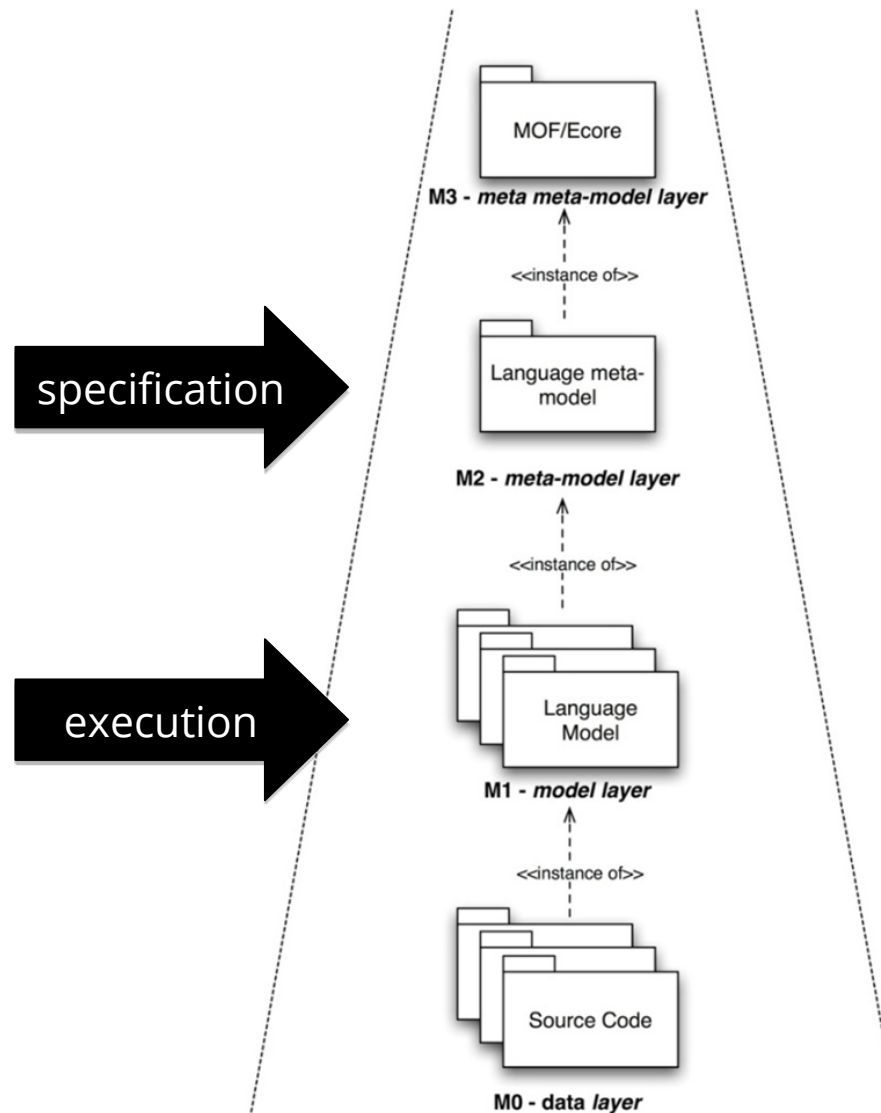 MOF/Ecore
M3 - meta meta-model layer
<<instance of>>
specification
Language meta-
model
M2 - meta-model layer
<<instance of>>
execution
Language
Model
M1 - model layer
<<instance of>>
Source Code
M0 - data layer